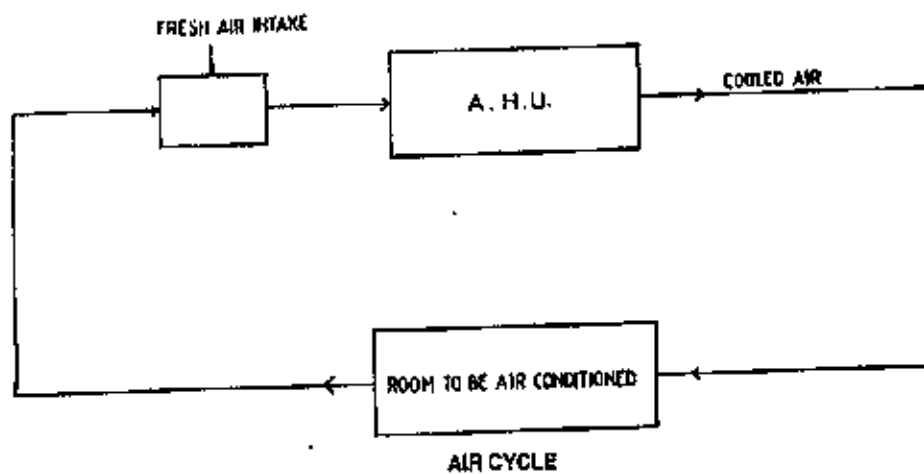 FRESH AIR INTAKE
A.H.U.
COOLED AIR
ROOM TO BE AIR CONDITIONED
AIR CYCLE